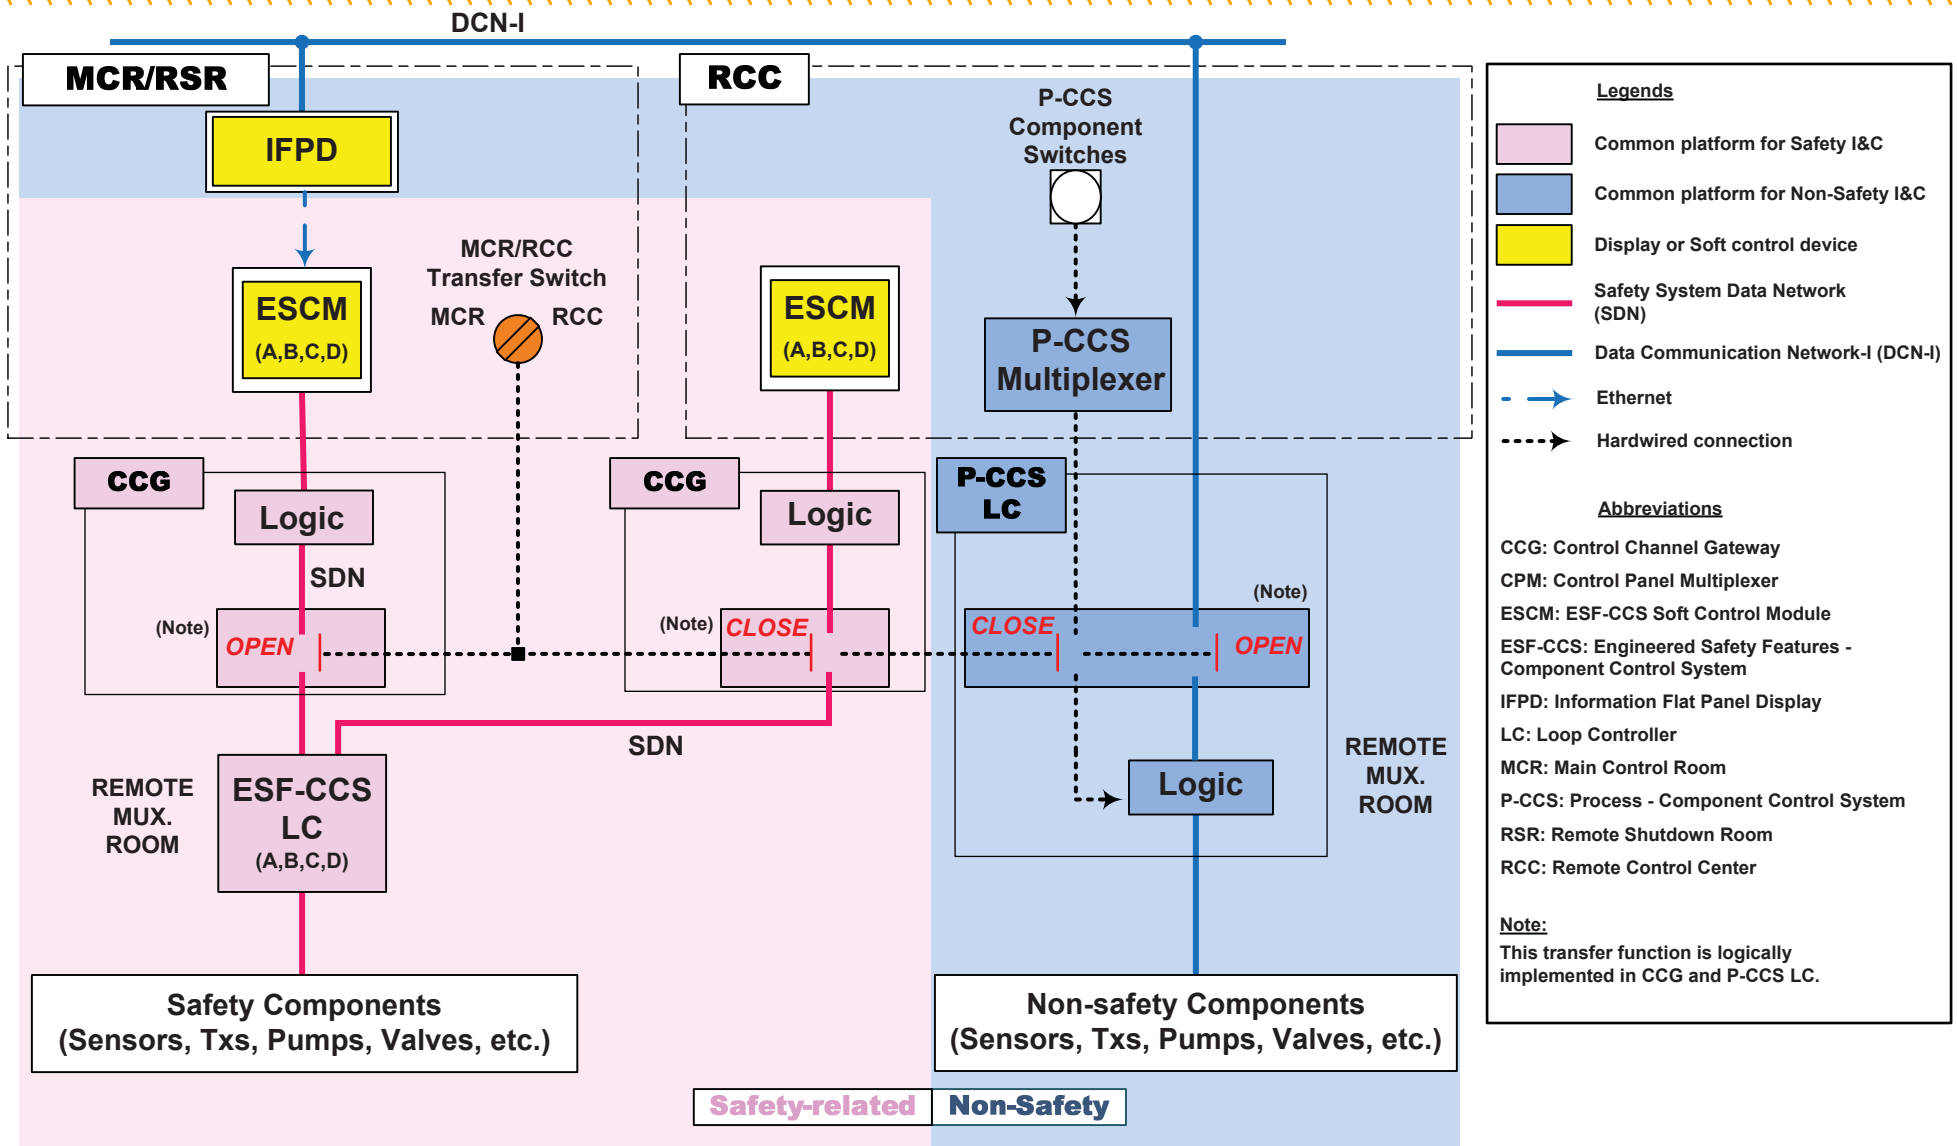 DCN-I
MCR/RSR
RCC
IFPD
P-CCS
Component
Switches
MCR/RCC
Transfer Switch
MCR
RCC
ESCM
(A,B,C,D)
ESCM
(A,B,C,D)
P-CCS
Multiplexer
CCG
Logic
SDN
(Note)
OPEN
CCG
Logic
(Note)
CLOSE
P-CCS
LC
(Note)
CLOSE
OPEN
SDN
REMOTE
MUX.
ROOM
ESF-CCS
LC
(A,B,C,D)
Logic
REMOTE
MUX.
ROOM
Safety Components
(Sensors, Txs, Pumps, Valves, etc.)
Non-safety Components
(Sensors, Txs, Pumps, Valves, etc.)
Safety-related
Non-Safety
Legends
Common platform for Safety I&C
Common platform for Non-Safety I&C
Display or Soft control device
Safety System Data Network
(SDN)
Data Communication Network-I (DCN-I)
Ethernet
Hardwired connection
Abbreviations
CCG: Control Channel Gateway
CPM: Control Panel Multiplexer
ESCM: ESF-CCS Soft Control Module
ESF-CCS: Engineered Safety Features -
Component Control System
IFPD: Information Flat Panel Display
LC: Loop Controller
MCR: Main Control Room
P-CCS: Process - Component Control System
RSR: Remote Shutdown Room
RCC: Remote Control Center
Note:
This transfer function is logically
implemented in CCG and P-CCS LC.